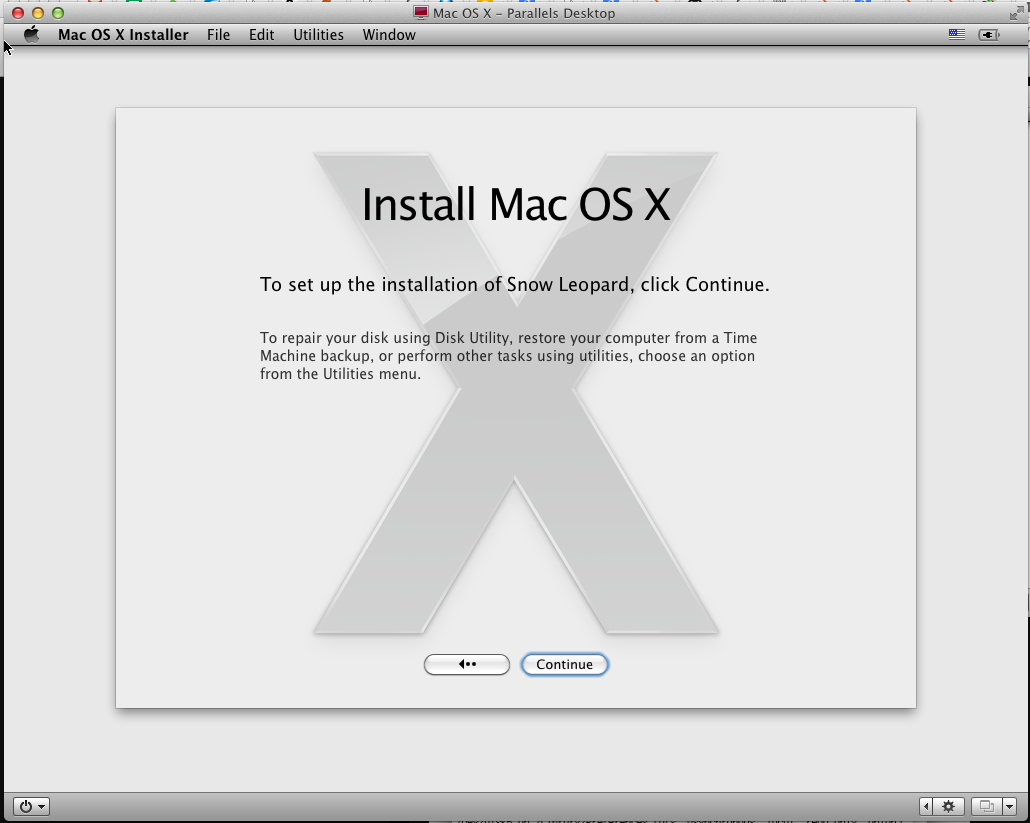 Mac OS X - Parallels Desktop
Mac OS X Installer File Edit Utilities Window
Install Mac OS X
To set up the installation of Snow Leopard, click Continue.
To repair your disk using Disk Utility, restore your computer from a Time
Machine backup, or perform other tasks using utilities, choose an option
from the Utilities menu.
Continue